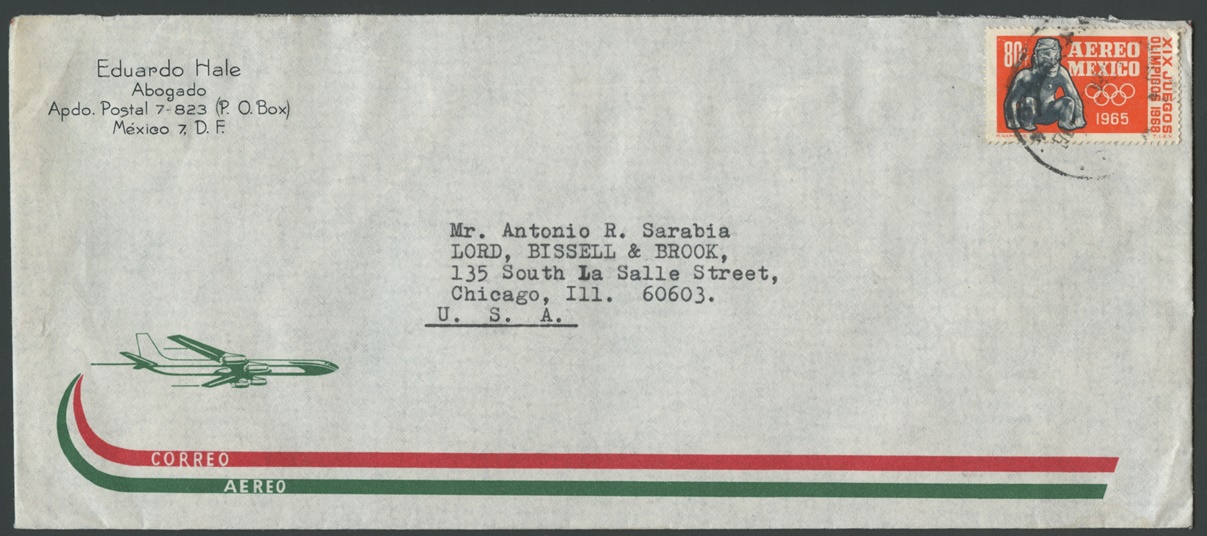 Eduardo Hale
Abogado
Apdo. Postal 7-823 (P. O. Box)
México 7, D. F.
80
AEREO
MEXICO
1965
XIX JUEGOS
OLIMPICOS 1968
Mr. Antonio R. Sarabia
LORD, BISSELL & BROOK,
135 South La Salle Street,
Chicago, Ill. 60603.
U. S. A.
CORREO
AEREO